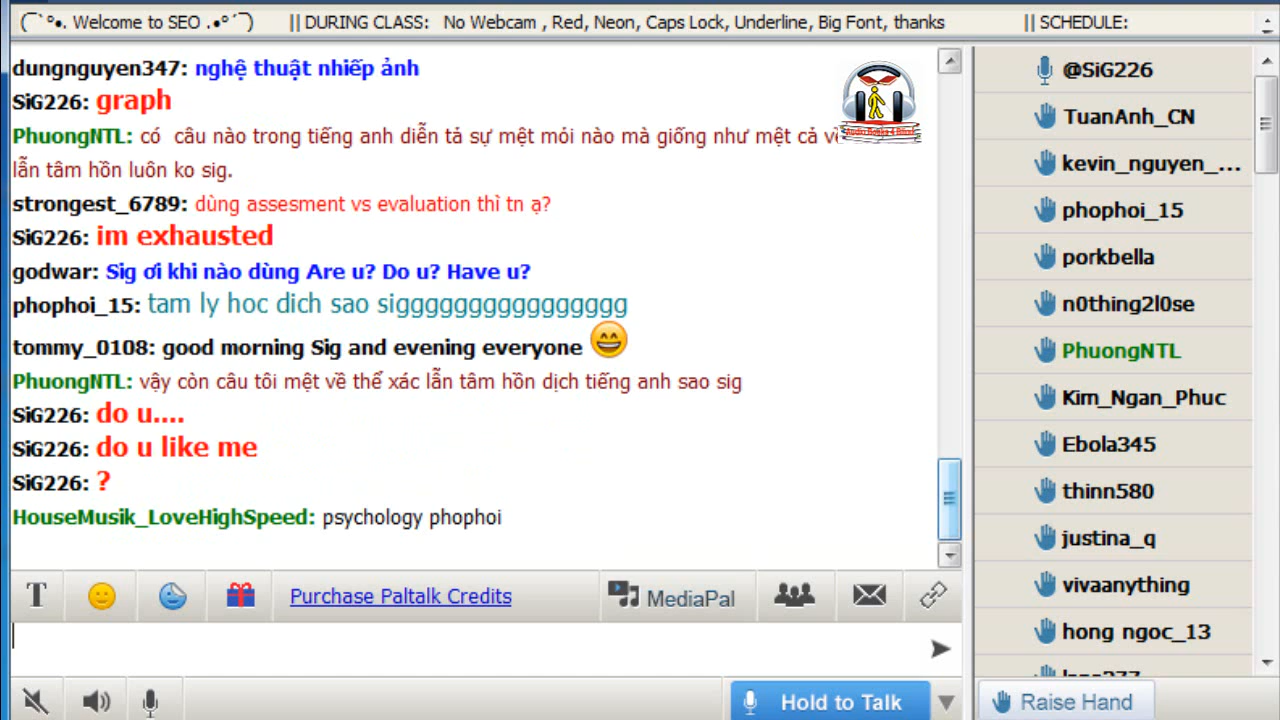 (¯`°•. Welcome to SEO .•°´¯) || DURING CLASS: No Webcam , Red, Neon, Caps Lock, Underline, Big Font, thanks || SCHEDULE:
dungnguyen347: nghệ thuật nhiếp ảnh
SiG226: graph
PhuongNTL: có câu nào trong tiếng anh diễn tả sự mệt mỏi nào mà giống như mệt cả
lẫn tâm hồn luôn ko sig.
strongest_6789: dùng assesment vs evaluation thì tn ạ?
SiG226: im exhausted
godwar: Sig ơi khi nào dùng Are u? Do u? Have u?
phophoi_15: tam ly hoc dich sao sigggggggggggggggg
tommy_0108: good morning Sig and evening everyone
PhuongNTL: vậy còn câu tôi mệt về thể xác lẫn tâm hồn dịch tiếng anh sao sig
SiG226: do u....
SiG226: do u like me
SiG226: ?
HouseMusik_LoveHighSpeed: psychology phophoi
T Purchase Paltalk Credits MediaPal
Hold to Talk
@SiG226
TuanAnh_CN
kevin_nguyen_...
phophoi_15
porkbella
n0thing2l0se
PhuongNTL
Kim_Ngan_Phuc
Ebola345
thinn580
justina_q
vivaanything
hong ngoc_13
Raise Hand